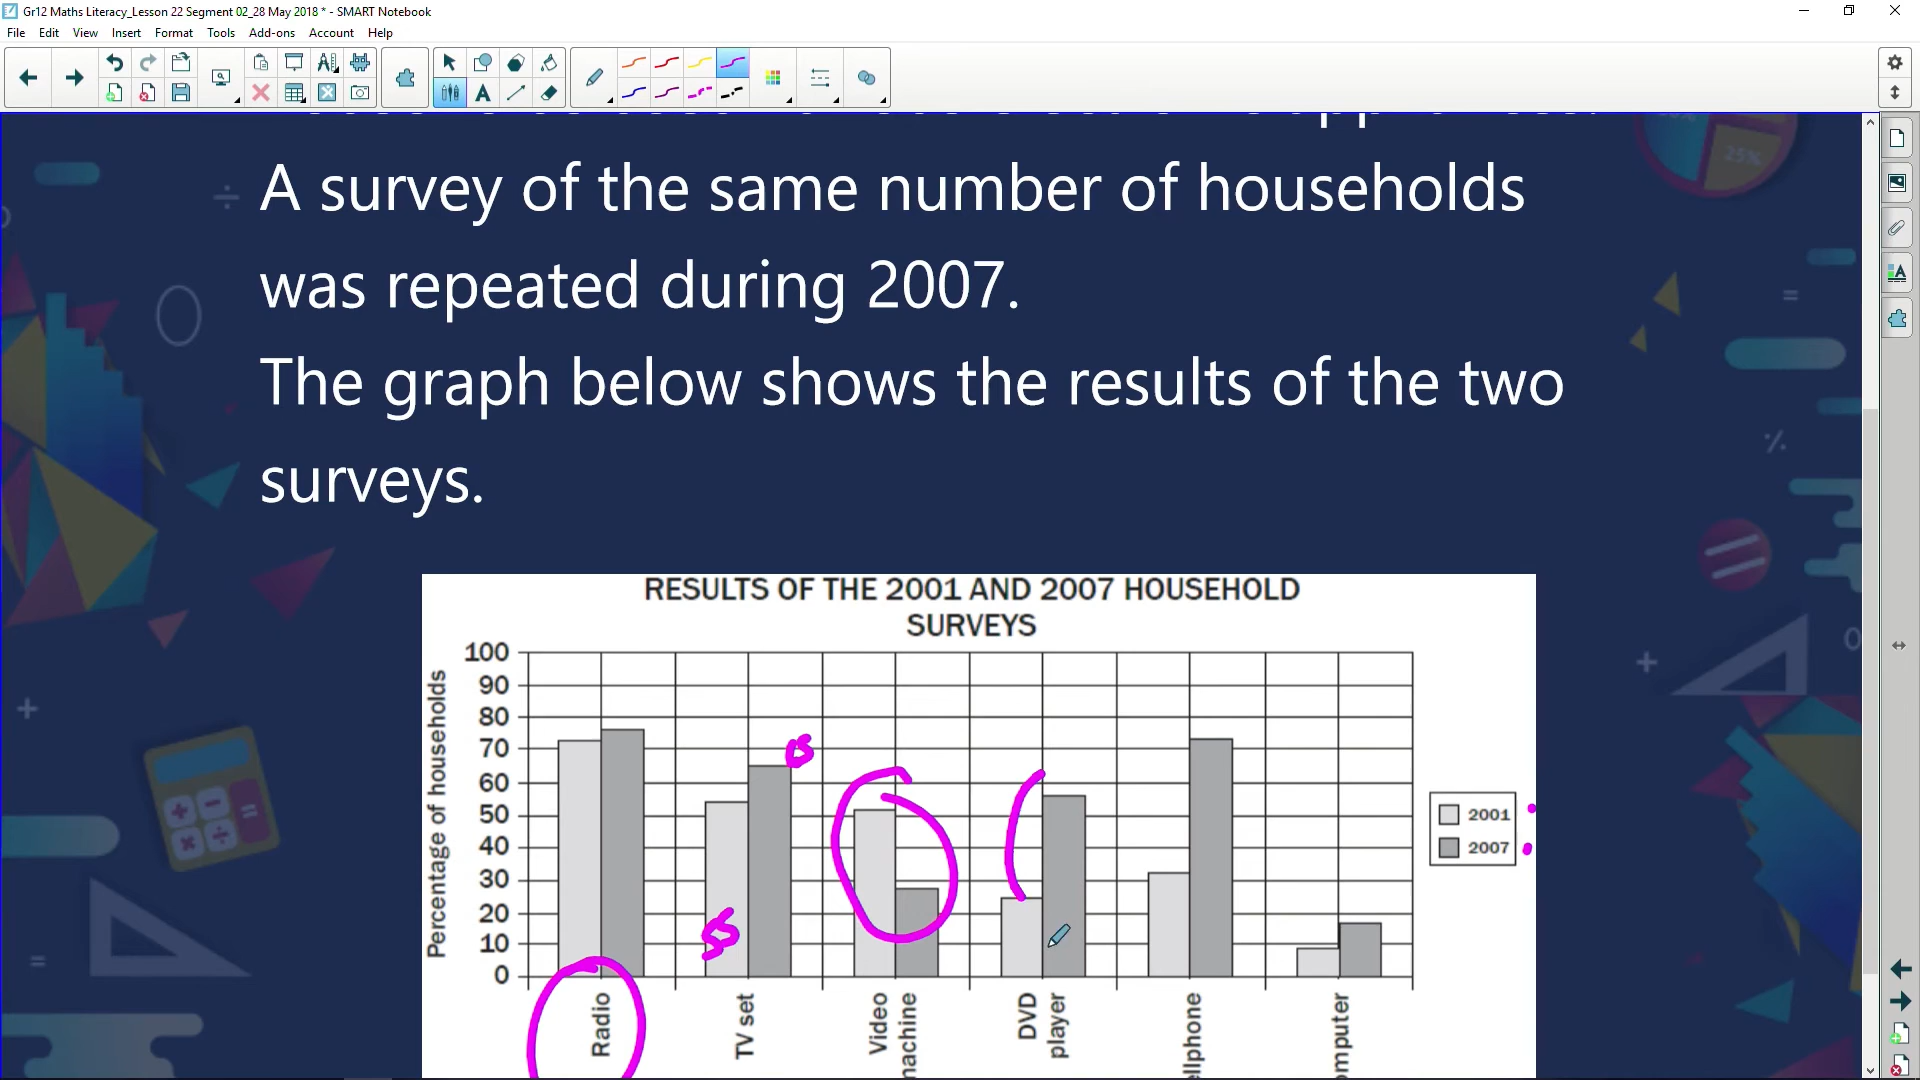 Gr12 Maths Literacy_Lesson 22 Segment 02_28 May 2018 * - SMART Notebook
File Edit View Insert Format Tools Add-ons Account Help
A survey of the same number of households
was repeated during 2007.
The graph below shows the results of the two
surveys.
RESULTS OF THE 2001 AND 2007 HOUSEHOLD
SURVEYS
Percentage of households
100
90
80
70
60
50
40
30
20
10
0
Radio
TV set
Video
machine
DVD
player
2001
2007
25%